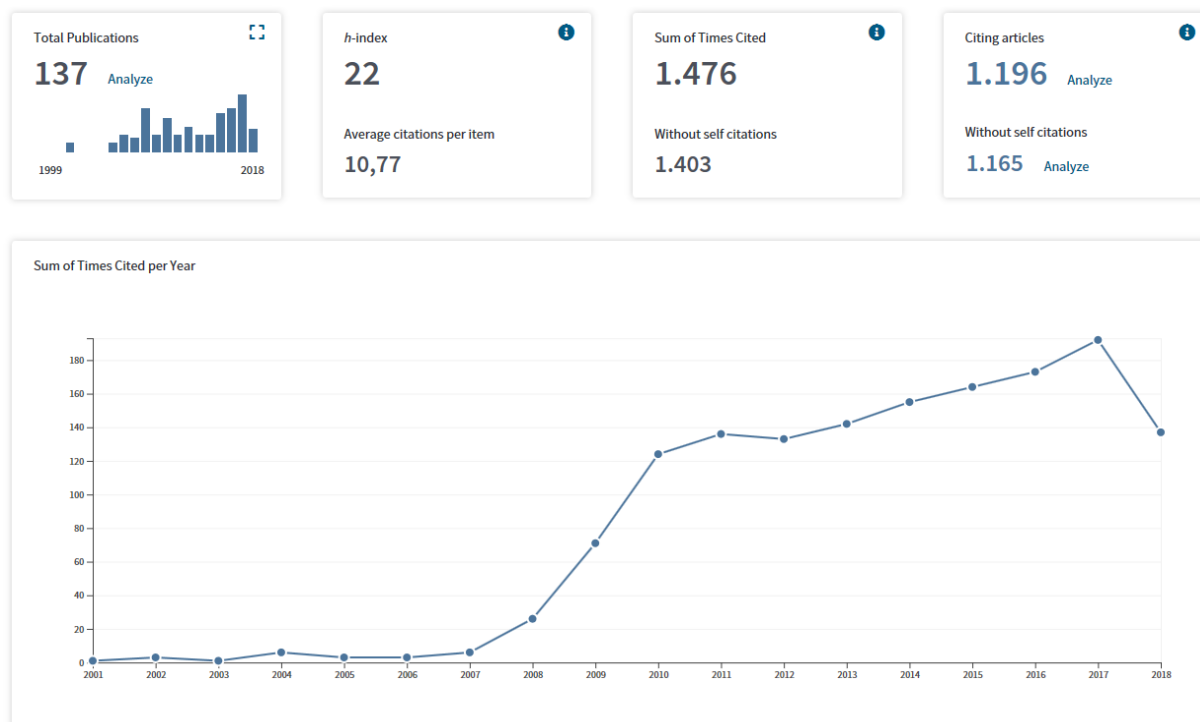 Total Publications
137 Analyze
1999 2018
h-index
22
Average citations per item
10,77
Sum of Times Cited
1.476
Without self citations
1.403
Citing articles
1.196 Analyze
Without self citations
1.165 Analyze
Sum of Times Cited per Year
180
160
140
120
100
80
60
40
20
0
2001 2002 2003 2004 2005 2006 2007 2008 2009 2010 2011 2012 2013 2014 2015 2016 2017 2018